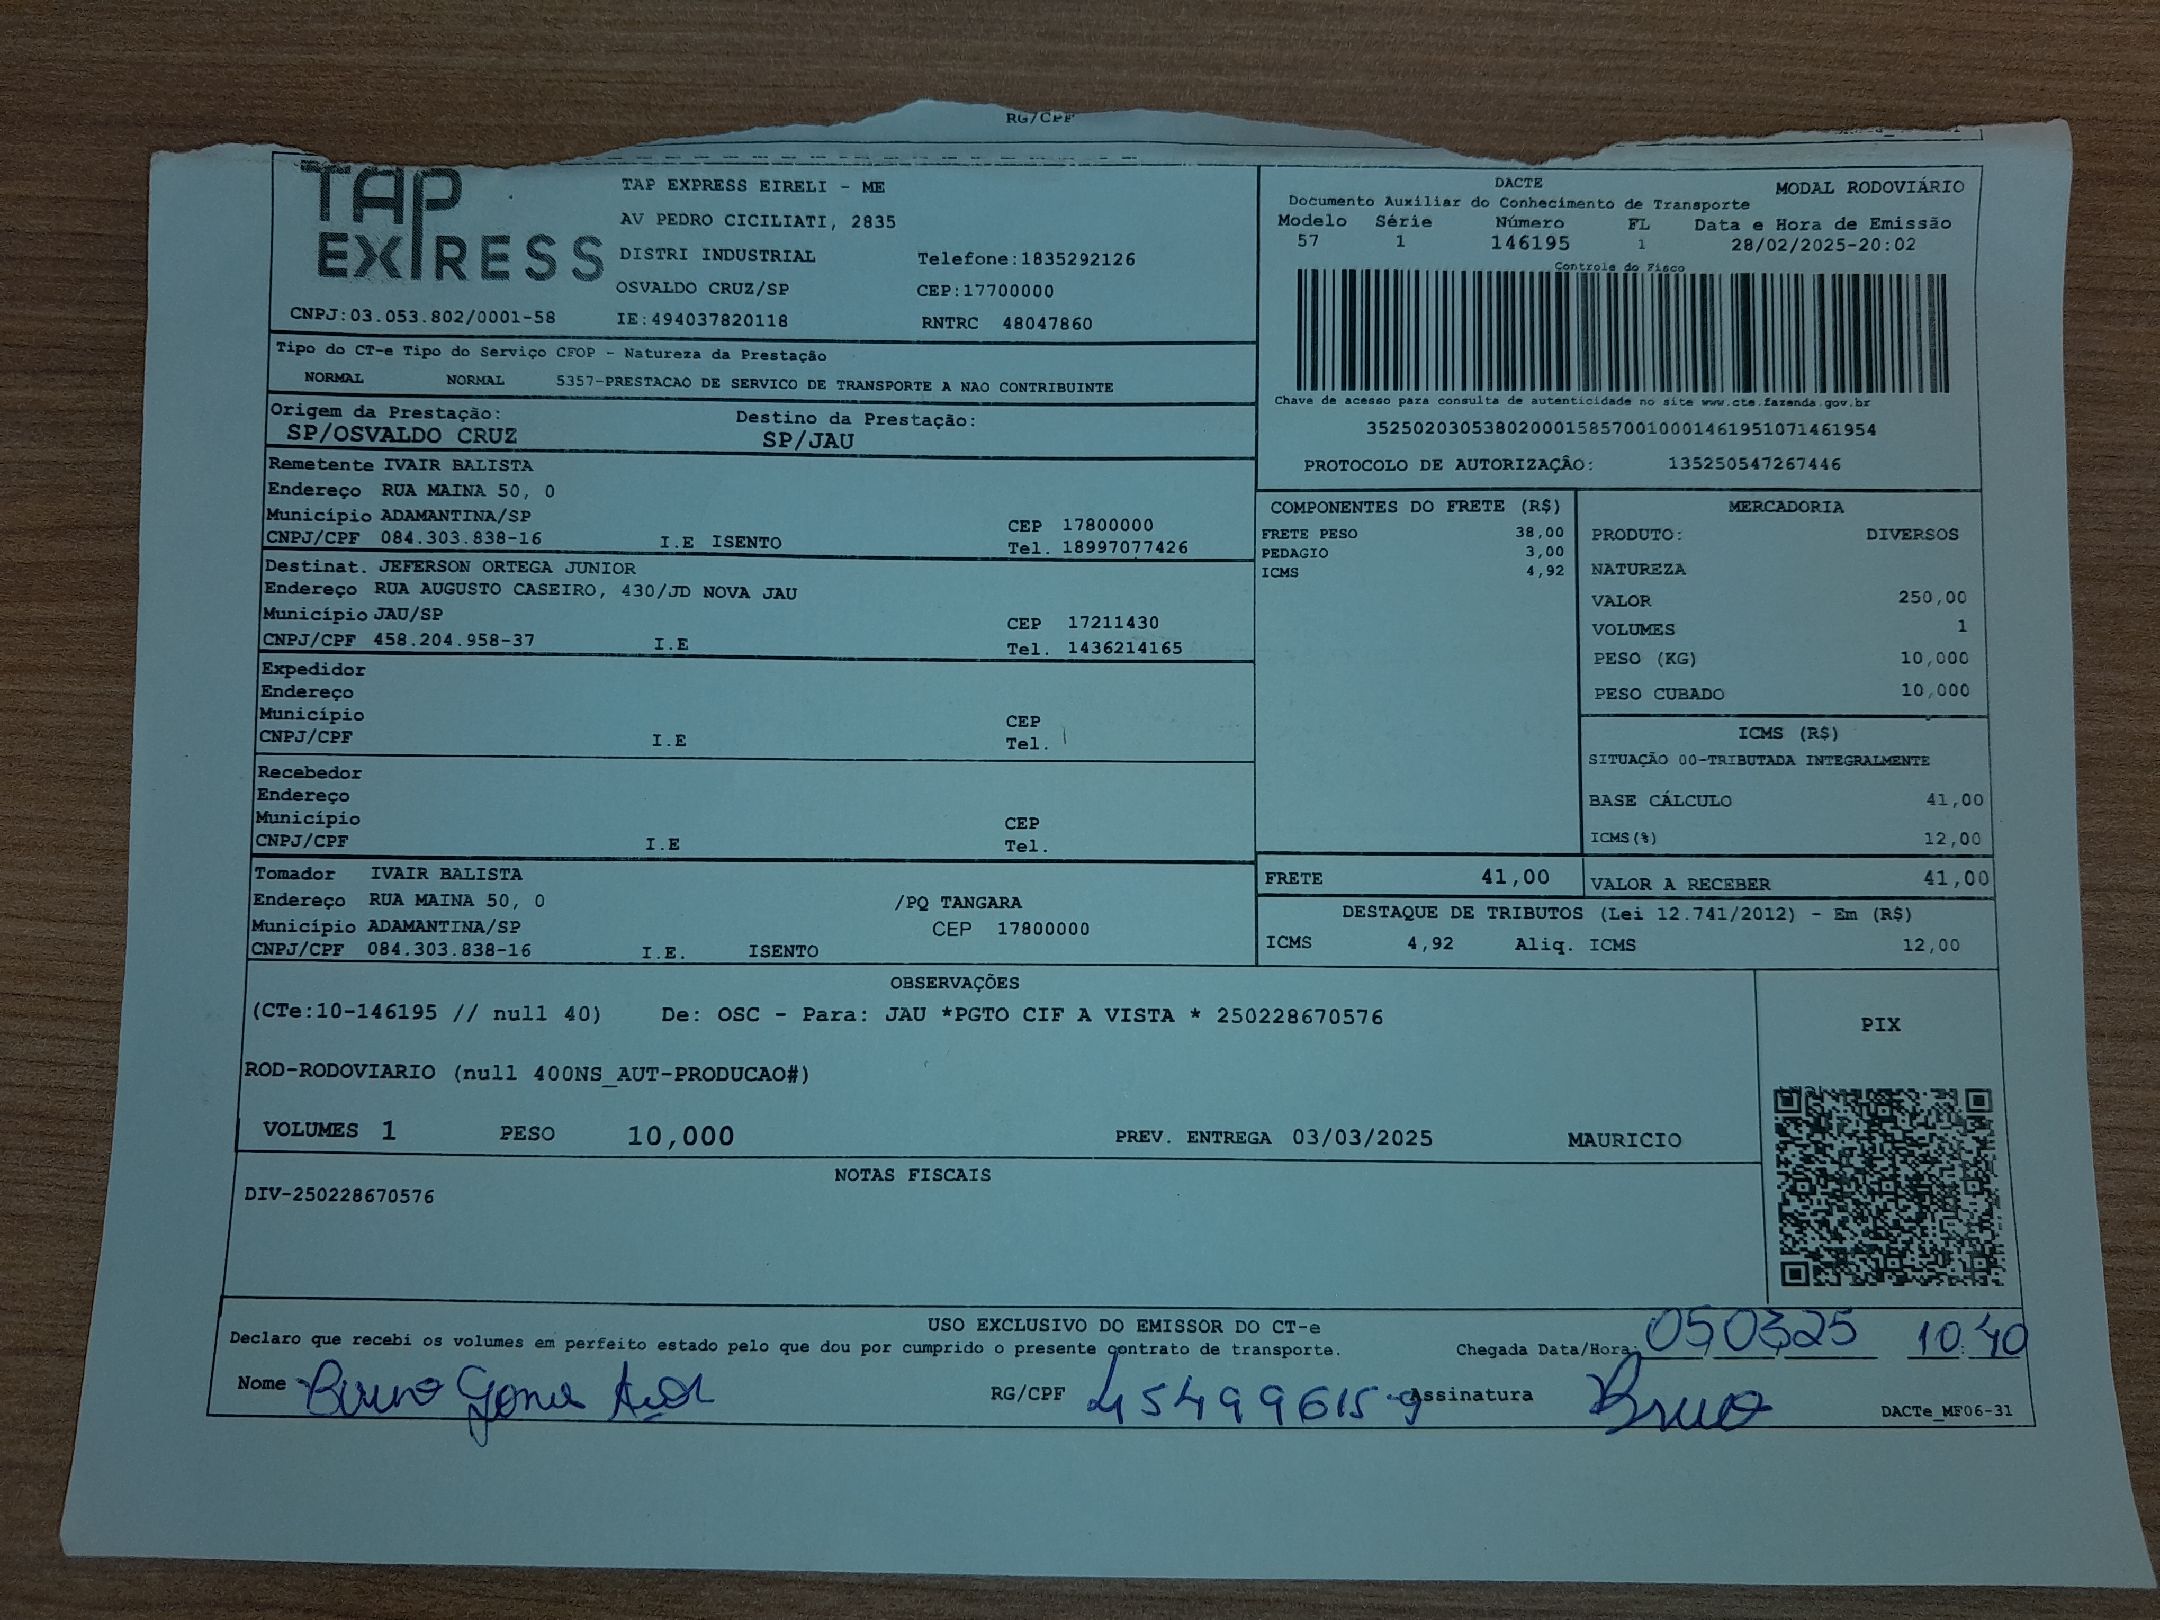 RG/CPF
TAP EXPRESS
TAP EXPRESS EIRELI - ME
AV PEDRO CICILIATI, 2835
DISTRI INDUSTRIAL Telefone:1835292126
OSVALDO CRUZ/SP CEP:17700000
CNPJ:03.053.802/0001-58 IE:494037820118 RNTRC 48047860
DACTE MODAL RODOVIÁRIO
Documento Auxiliar do Conhecimento de Transporte
Modelo Série Número FL Data e Hora de Emissão
57 1 146195 1 28/02/2025-20:02
Controle do Fisco
Chave de acesso para consulta de autenticidade no site www.cte.fazenda.gov.br
35250203053802000158570010001461951071461954
PROTOCOLO DE AUTORIZAÇÃO: 135250547267446
Tipo do CT-e Tipo do Serviço CFOP - Natureza da Prestação
NORMAL NORMAL 5357-PRESTACAO DE SERVICO DE TRANSPORTE A NAO CONTRIBUINTE
Origem da Prestação: Destino da Prestação:
SP/OSVALDO CRUZ SP/JAU
Remetente IVAIR BALISTA
Endereço RUA MAINA 50, 0
Município ADAMANTINA/SP CEP 17800000
CNPJ/CPF 084.303.838-16 I.E ISENTO Tel. 18997077426
Destinat. JEFERSON ORTEGA JUNIOR
Endereço RUA AUGUSTO CASEIRO, 430/JD NOVA JAU
Município JAU/SP CEP 17211430
CNPJ/CPF 458.204.958-37 I.E Tel. 1436214165
Expedidor
Endereço
Município CEP
CNPJ/CPF I.E Tel.
Recebedor
Endereço
Município CEP
CNPJ/CPF I.E Tel.
Tomador IVAIR BALISTA
Endereço RUA MAINA 50, 0 /PQ TANGARA
Município ADAMANTINA/SP CEP 17800000
CNPJ/CPF 084.303.838-16 I.E. ISENTO
COMPONENTES DO FRETE (R$)
FRETE PESO 38,00
PEDAGIO 3,00
ICMS 4,92
MERCADORIA
PRODUTO: DIVERSOS
NATUREZA
VALOR 250,00
VOLUMES 1
PESO (KG) 10,000
PESO CUBADO 10,000
ICMS (R$)
SITUAÇÃO 00-TRIBUTADA INTEGRALMENTE
BASE CÁLCULO 41,00
ICMS(%) 12,00
FRETE 41,00 VALOR A RECEBER 41,00
DESTAQUE DE TRIBUTOS (Lei 12.741/2012) - Em (R$)
ICMS 4,92 Aliq. ICMS 12,00
OBSERVAÇÕES
(CTe:10-146195 // null 40) De: OSC - Para: JAU *PGTO CIF A VISTA * 250228670576
ROD-RODOVIARIO (null 400NS_AUT-PRODUCAO#)
VOLUMES 1 PESO 10,000 PREV. ENTREGA 03/03/2025 MAURICIO
PIX
NOTAS FISCAIS
DIV-250228670576
USO EXCLUSIVO DO EMISSOR DO CT-e
Declaro que recebi os volumes em perfeito estado pelo que dou por cumprido o presente contrato de transporte. Chegada Data/Hora: 05 03 25 10:40
Nome Bruno RG/CPF 45499615-9 Assinatura Bruno
DACTe_MF06-31